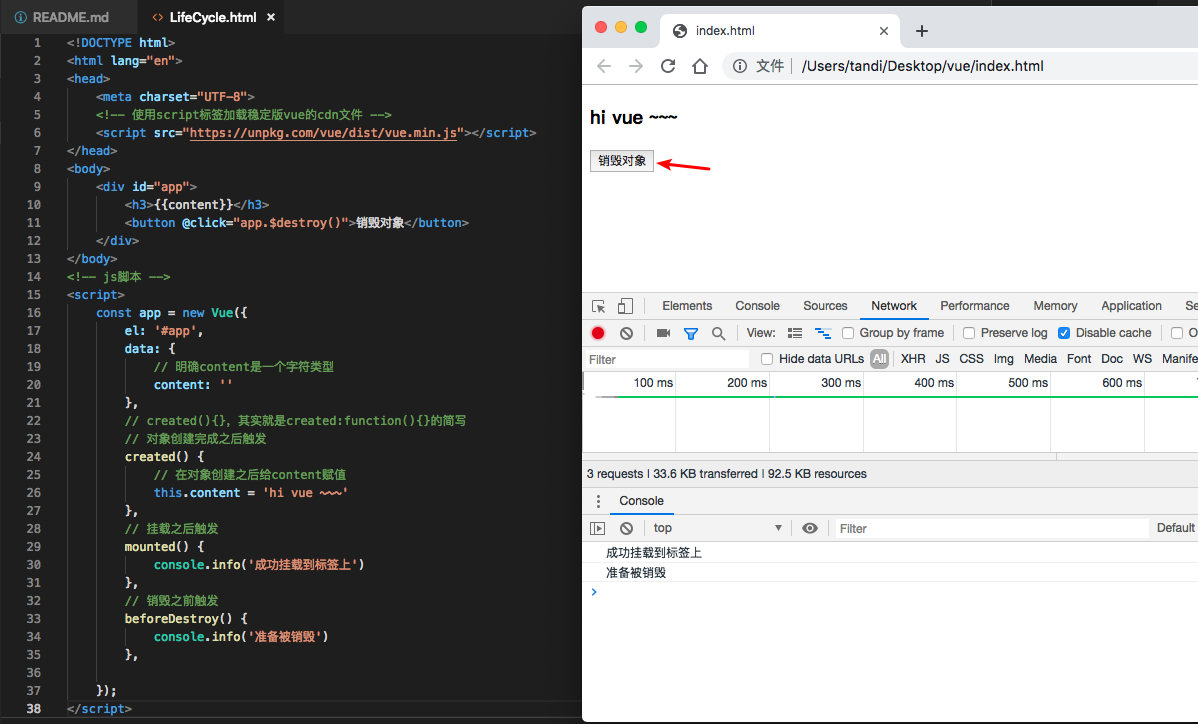 README.md
LifeCycle.html ×
1 <!DOCTYPE html>
2 <html lang="en">
3 <head>
4 <meta charset="UTF-8">
5 <!-- 使用script标签加载稳定版vue的cdn文件 -->
6 <script src="https://unpkg.com/vue/dist/vue.min.js"></script>
7 </head>
8 <body>
9 <div id="app">
10 <h3>{{content}}</h3>
11 <button @click="app.$destroy()">销毁对象</button>
12 </div>
13 </body>
14 <!-- js脚本 -->
15 <script>
16 const app = new Vue({
17 el: '#app',
18 data: {
19 // 明确content是一个字符类型
20 content: ''
21 },
22 // created(){}, 其实就是created:function(){}的简写
23 // 对象创建完成之后触发
24 created() {
25 // 在对象创建之后给content赋值
26 this.content = 'hi vue ~~~'
27 },
28 // 挂载之后触发
29 mounted() {
30 console.info('成功挂载到标签上')
31 },
32 // 销毁之前触发
33 beforeDestroy() {
34 console.info('准备被销毁')
35 },
36
37 });
38 </script>
index.html
文件 /Users/tandi/Desktop/vue/index.html
hi vue ~~~
销毁对象
Elements Console Sources Network Performance Memory Application Se
View: Group by frame Preserve log Disable cache O
Filter Hide data URLs All XHR JS CSS Img Media Font Doc WS Manife
100 ms 200 ms 300 ms 400 ms 500 ms 600 ms
3 requests | 33.6 KB transferred | 92.5 KB resources
Console
top Filter Default
成功挂载到标签上
准备被销毁